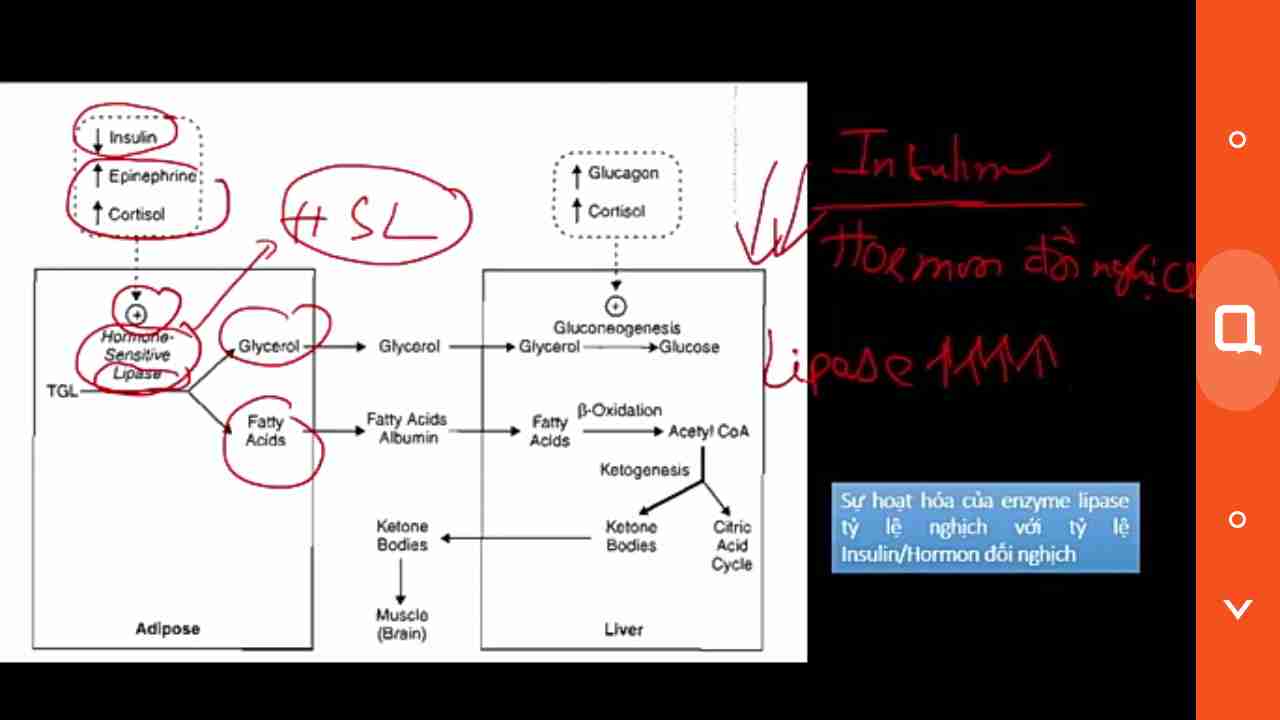 ↓ Insulin
↑ Epinephrine
↑ Cortisol
HSL
↑ Glucagon
↑ Cortisol
Insulin
Hormon đối nghịch
Lipase ↑↑↑↑↑
+
Hormone-
Sensitive
Lipase
TGL
Glycerol
Fatty
Acids
Adipose
Glycerol
Fatty Acids
Albumin
Ketone
Bodies
Muscle
(Brain)
+
Gluconeogenesis
Glycerol
Glucose
β-Oxidation
Fatty
Acids
Acetyl CoA
Ketogenesis
Ketone
Bodies
Citric
Acid
Cycle
Liver
Sự hoạt hóa của enzyme lipase
tỷ lệ nghịch với tỷ lệ
Insulin/Hormon đối nghịch